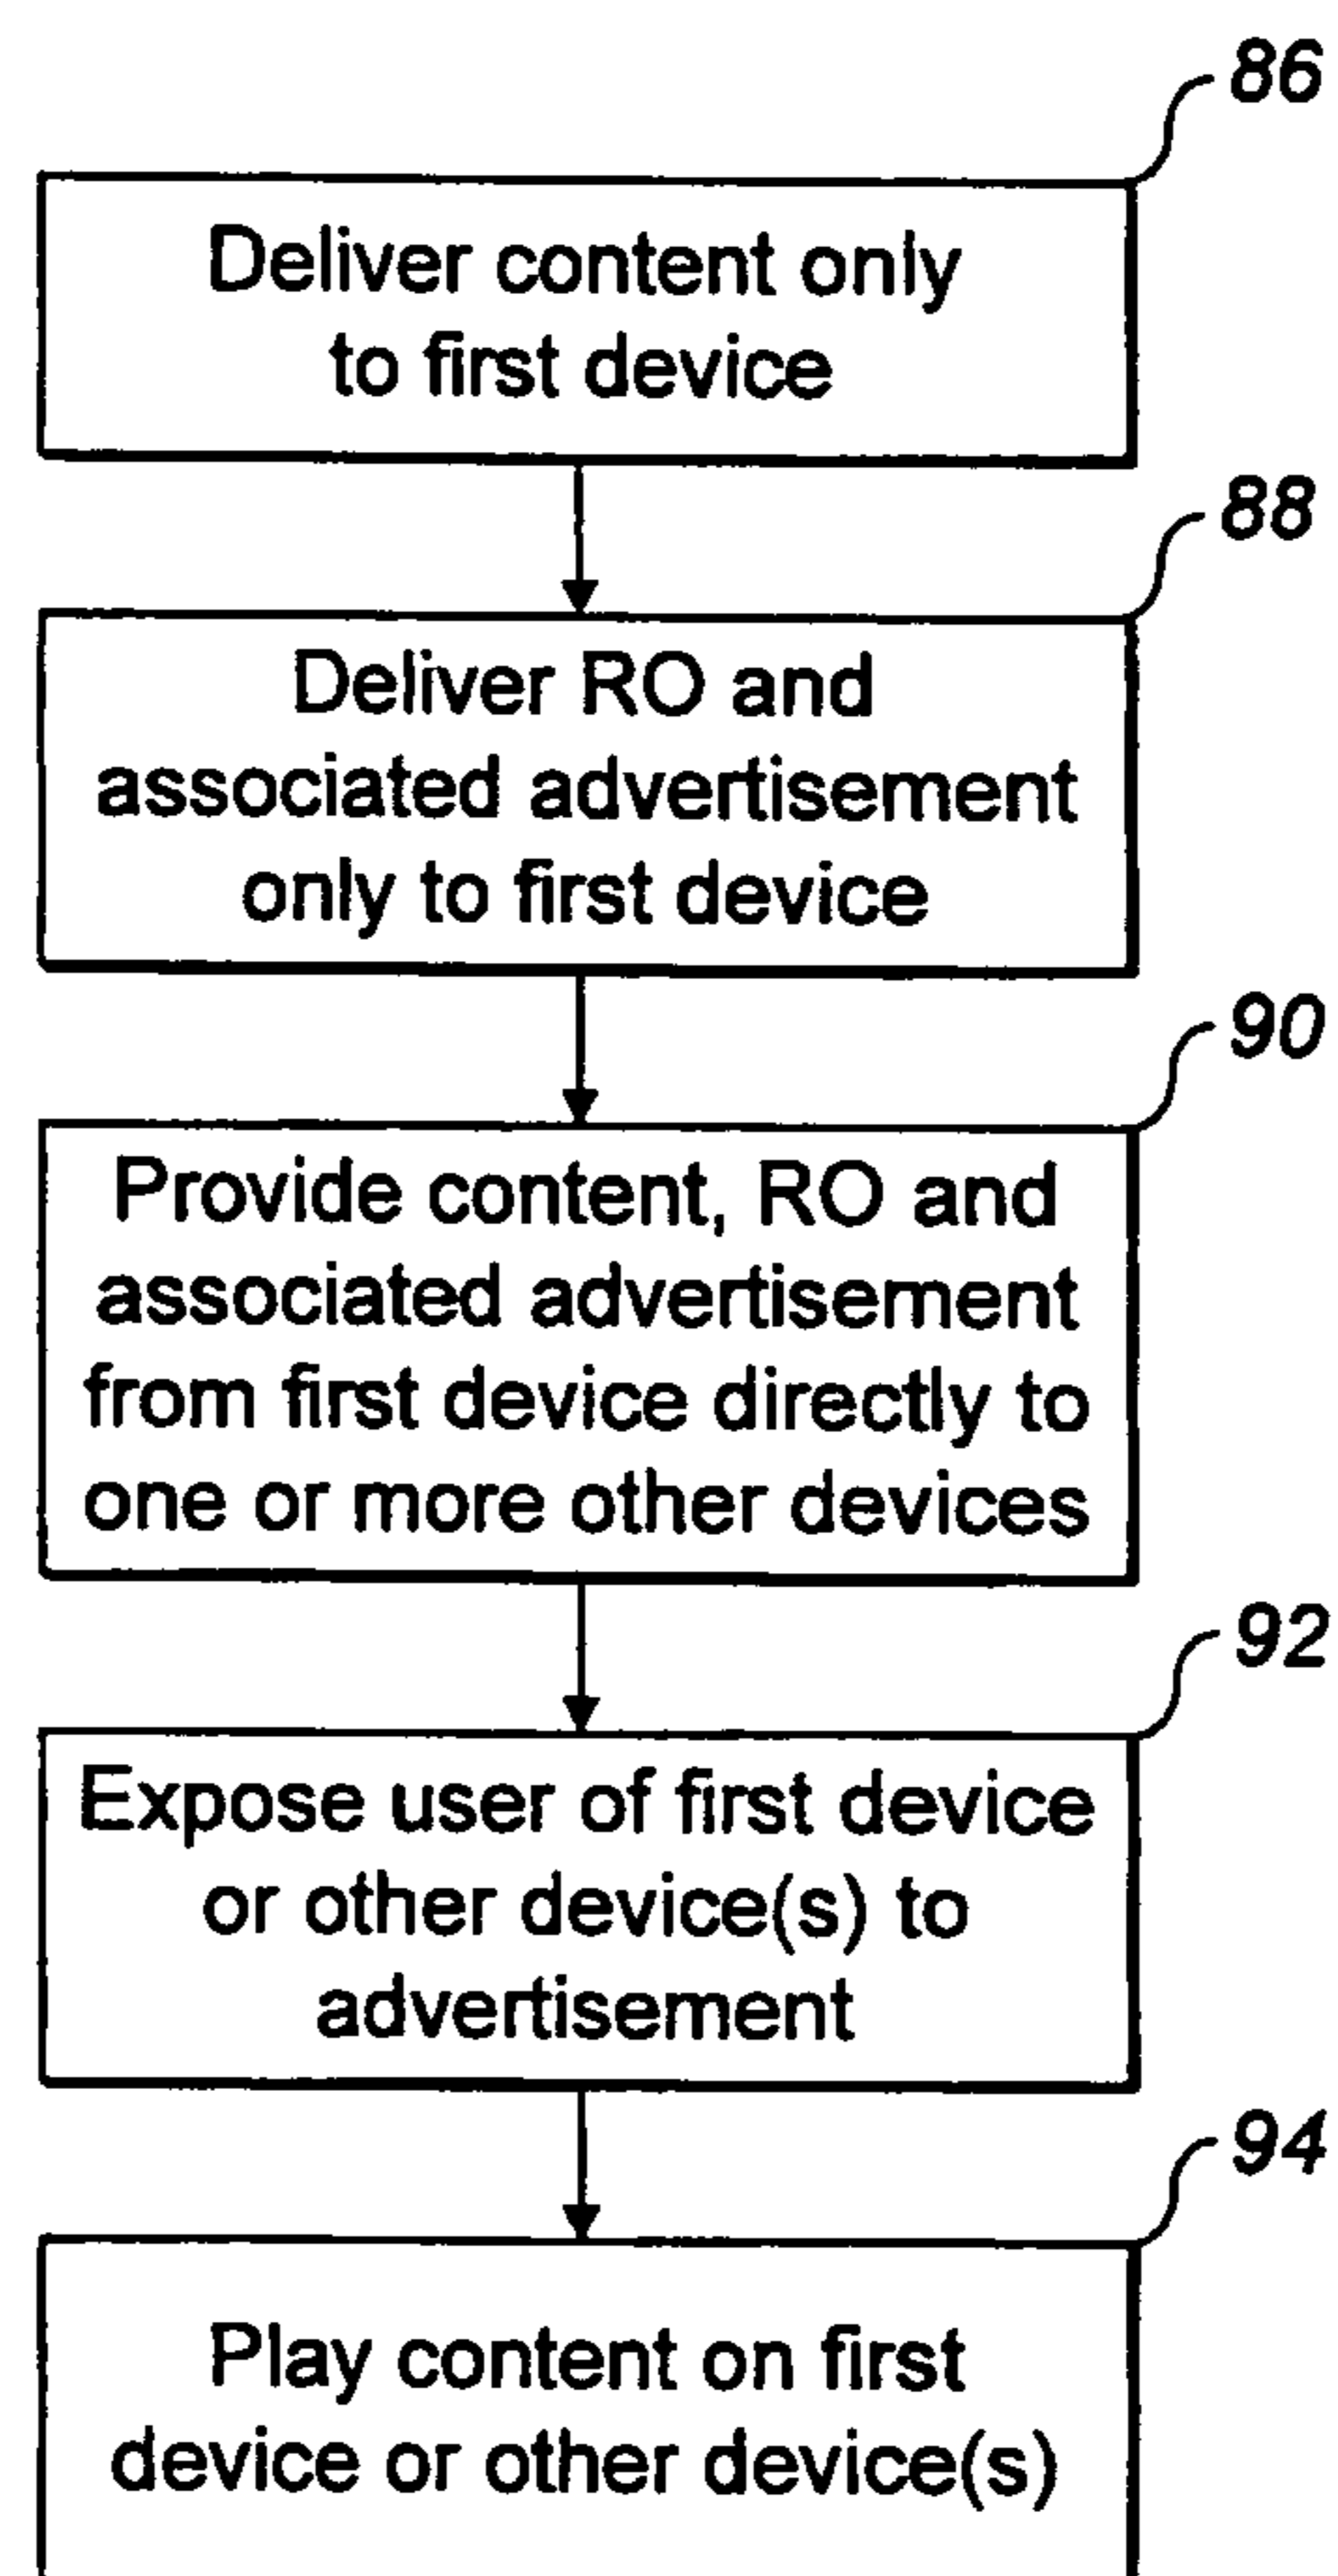 86
Deliver content only
to first device
88
Deliver RO and
associated advertisement
only to first device
90
Provide content, RO and
associated advertisement
from first device directly to
one or more other devices
92
Expose user of first device
or other device(s) to
advertisement
94
Play content on first
device or other device(s)